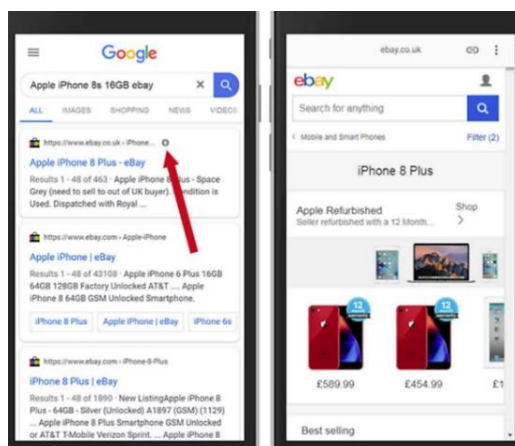 Google
Apple iPhone 8s 16GB ebay
ALL IMAGES SHOPPING NEWS VIDEOS
https://www.ebay.co.uk › iPhone...
Apple iPhone 8 Plus - eBay
Results 1 - 48 of 463 · Apple iPhone 8 Plus - Space
Grey (need to sell to out of UK buyer). Condition is
Used. Dispatched with Royal ...
https://www.ebay.com › Apple-iPhone
Apple iPhone | eBay
Results 1 - 48 of 43108 · Apple iPhone 6 Plus 16GB
64GB 128GB Factory Unlocked AT&T .... Apple
iPhone 8 64GB GSM Unlocked Smartphone.
iPhone 8 Plus Apple iPhone | eBay iPhone 6s
https://www.ebay.com › iPhone-8-Plus
iPhone 8 Plus | eBay
Results 1 - 48 of 1890 · New ListingApple iPhone 8
Plus - 64GB - Silver (Unlocked) A1897 (GSM) (1129)
... Apple iPhone 8 Plus Smartphone GSM Unlocked
or AT&T T-Mobile Verizon Sprint. ... Apple iPhone 8
ebay.co.uk
ebay
Search for anything
Mobile and Smart Phones Filter (2)
iPhone 8 Plus
Apple Refurbished Shop
Seller refurbished with a 12 Month...
12
12
£589.99 £454.99 £1
Best selling